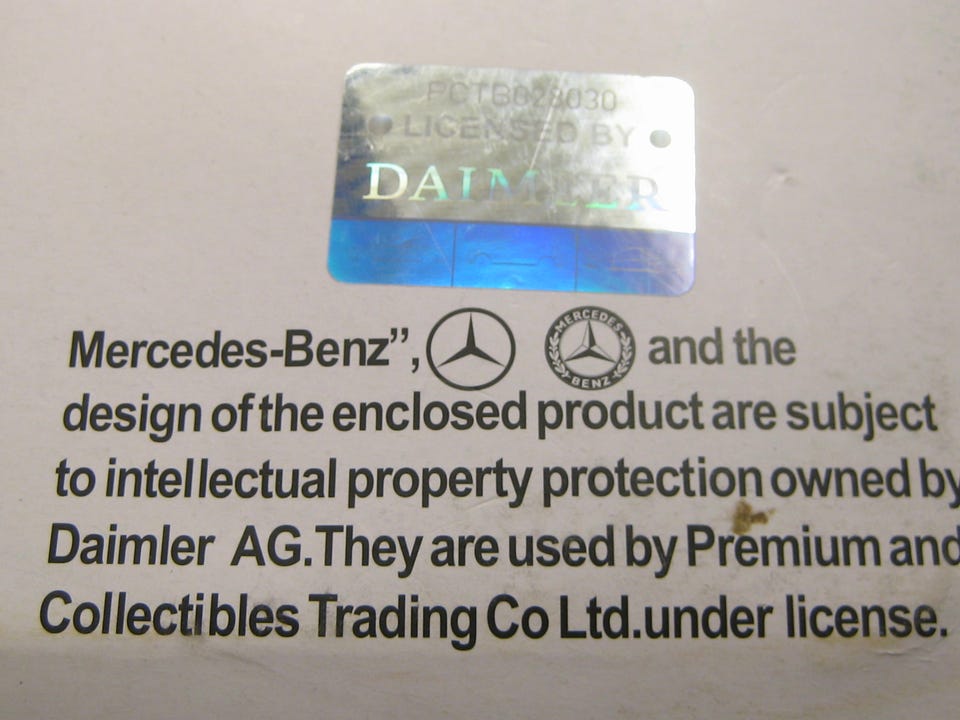 PCTB028030
LICENSED BY
DAIMLER
Mercedes-Benz”, MERCEDES BENZ and the
design of the enclosed product are subject
to intellectual property protection owned by
Daimler AG.They are used by Premium and
Collectibles Trading Co Ltd.under license.